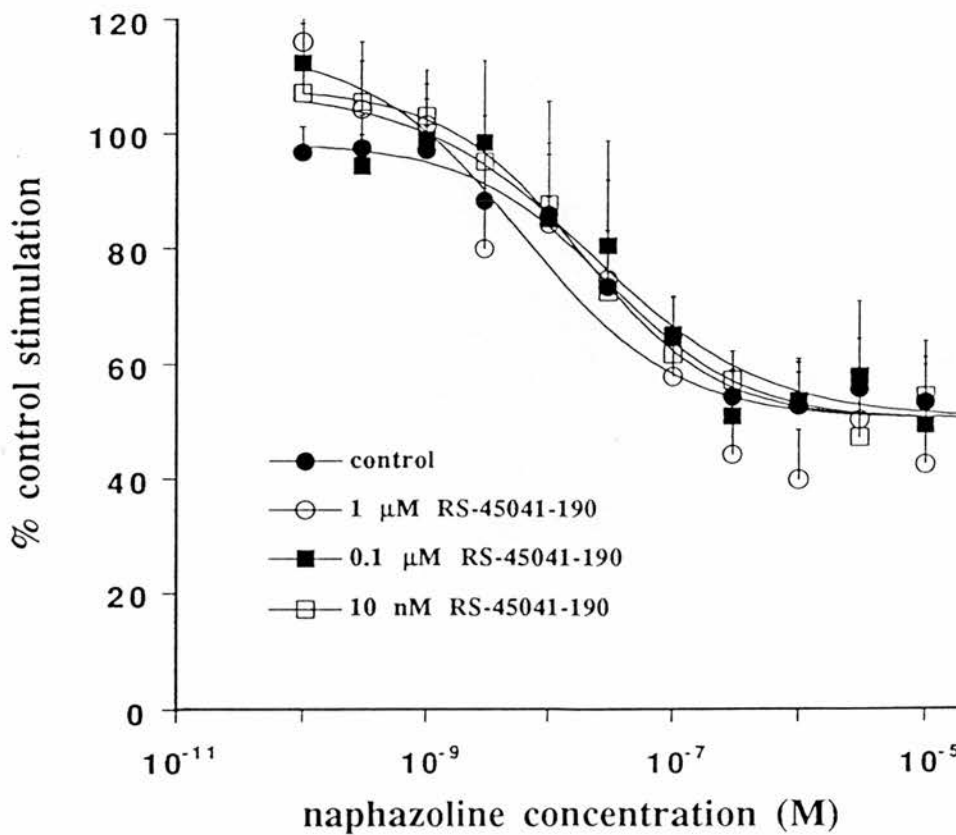 120
100
80
60
40
20
0
% control stimulation
control
1 μM RS-45041-190
0.1 μM RS-45041-190
10 nM RS-45041-190
10⁻¹¹ 10⁻⁹ 10⁻⁷ 10⁻⁵
naphazoline concentration (M)